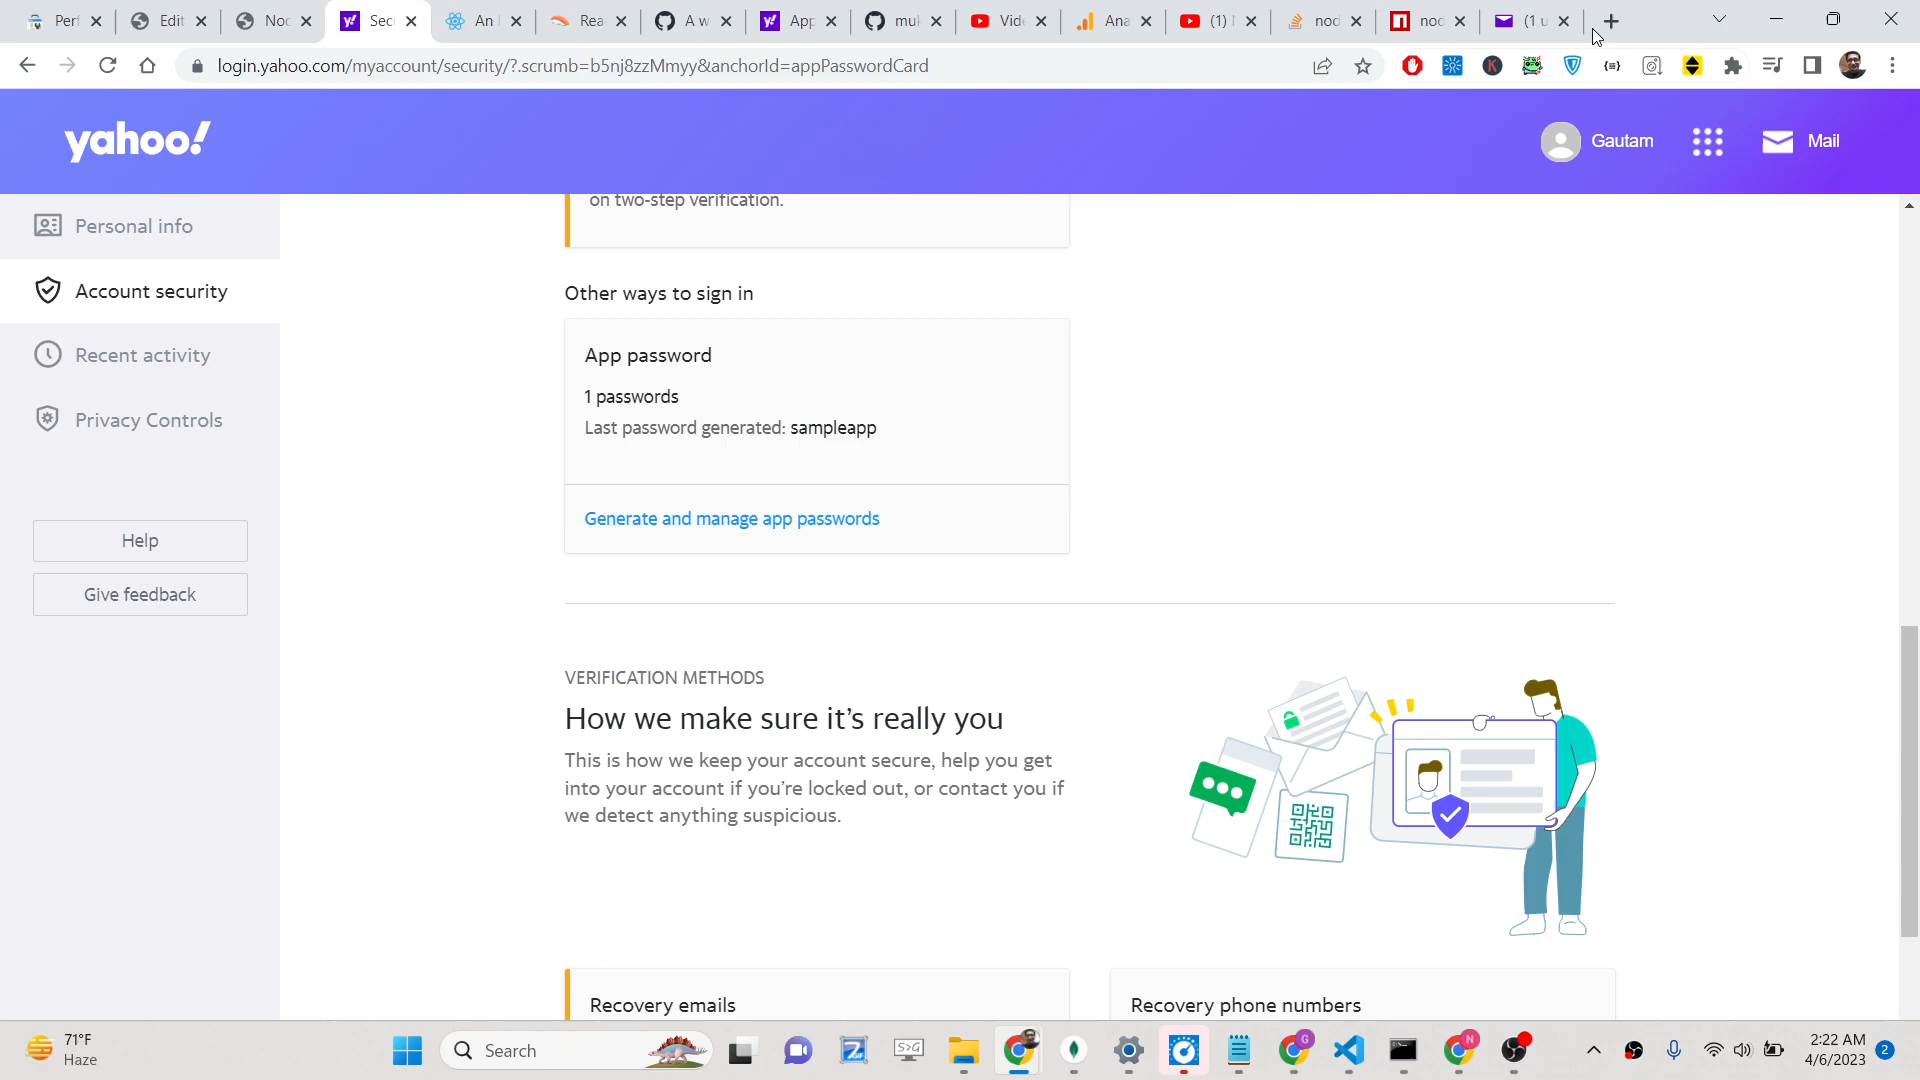 Perf
Edit
Noc
Sec
An I
Rea
A w
App
mul
Vide
Ana
(1) I
nod
noc
(1 u
login.yahoo.com/myaccount/security/?.scrumb=b5nj8zzMmyy&anchorId=appPasswordCard
yahoo!
Gautam
Mail
Personal info
Account security
Recent activity
Privacy Controls
Help
Give feedback
on two-step verification.
Other ways to sign in
App password
1 passwords
Last password generated: sampleapp
Generate and manage app passwords
VERIFICATION METHODS
How we make sure it's really you
This is how we keep your account secure, help you get
into your account if you're locked out, or contact you if
we detect anything suspicious.
Recovery emails
Recovery phone numbers
71°F
Haze
Search
2:22 AM
4/6/2023
2